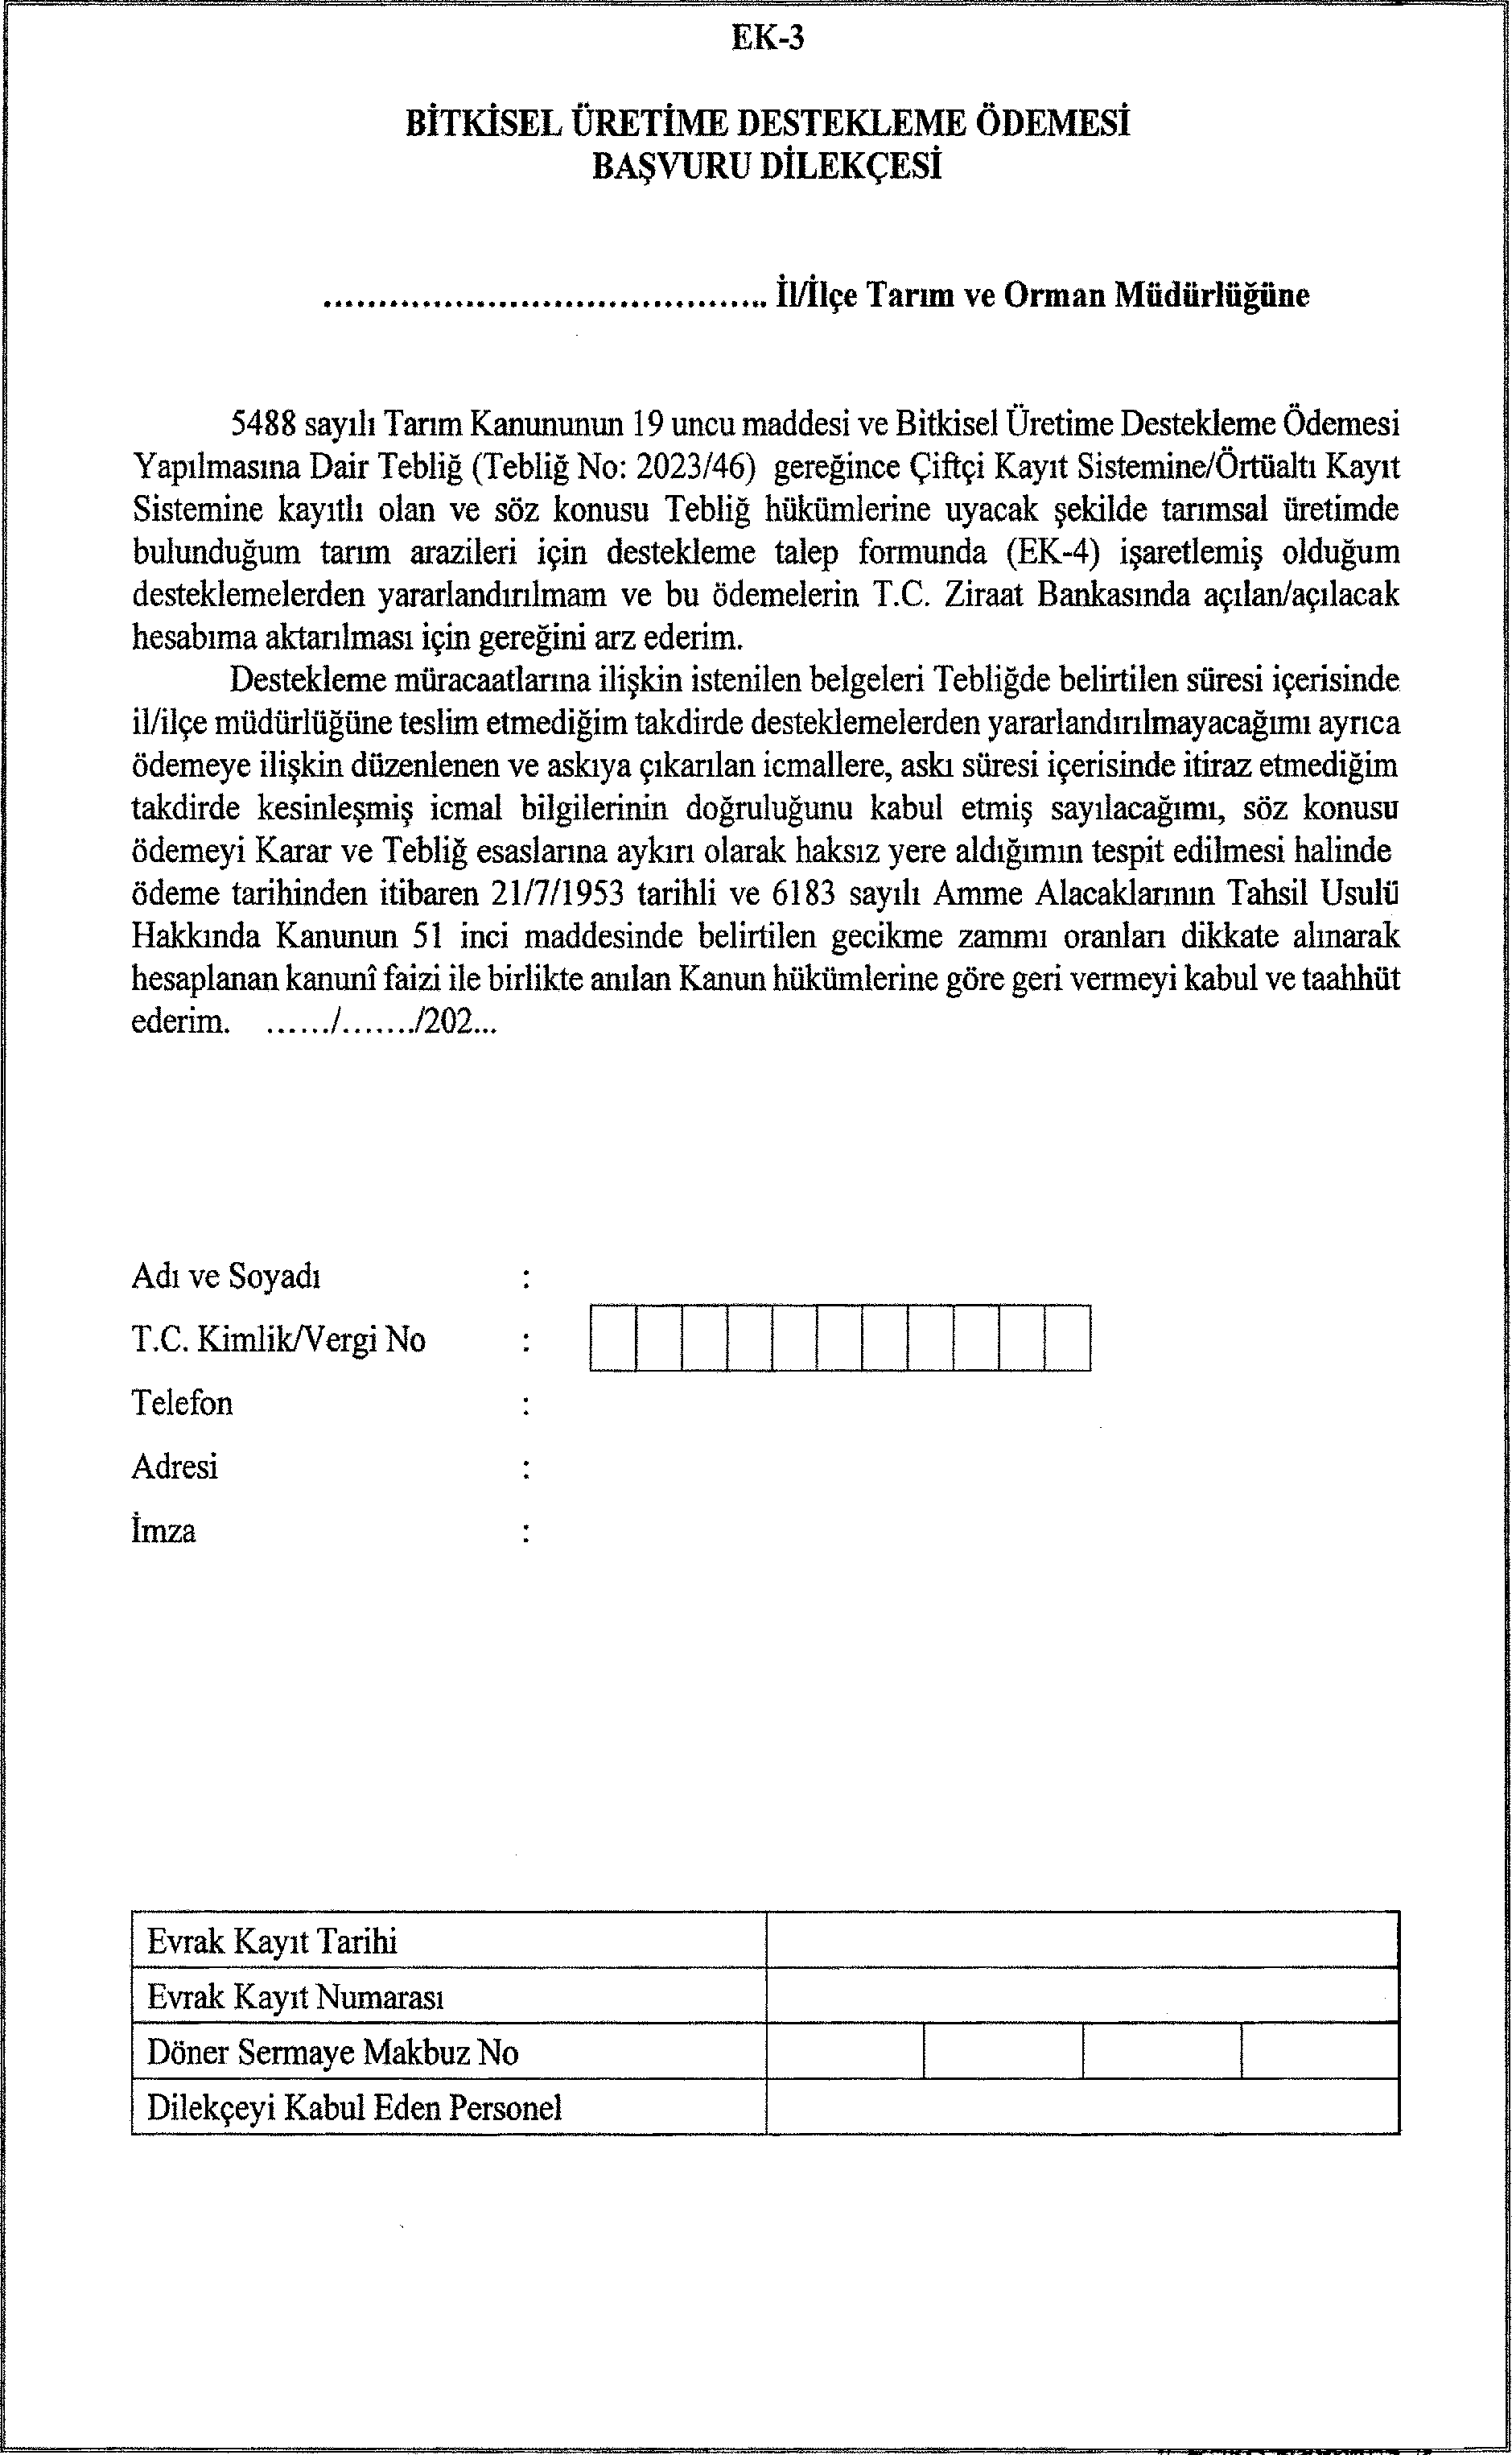 EK-3
BİTKİSEL ÜRETİME DESTEKLEME ÖDEMESİ
BAŞVURU DİLEKÇESİ
......................................... İl/İlçe Tarım ve Orman Müdürlüğüne
5488 sayılı Tarım Kanununun 19 uncu maddesi ve Bitkisel Üretime Destekleme Ödemesi
Yapılmasına Dair Tebliğ (Tebliğ No: 2023/46) gereğince Çiftçi Kayıt Sistemine/Örtüaltı Kayıt
Sistemine kayıtlı olan ve söz konusu Tebliğ hükümlerine uyacak şekilde tarımsal üretimde
bulunduğum tarım arazileri için destekleme talep formunda (EK-4) işaretlemiş olduğum
desteklemelerden yararlandırılmam ve bu ödemelerin T.C. Ziraat Bankasında açılan/açılacak
hesabıma aktarılması için gereğini arz ederim.
Destekleme müracaatlarına ilişkin istenilen belgeleri Tebliğde belirtilen süresi içerisinde
il/ilçe müdürlüğüne teslim etmediğim takdirde desteklemelerden yararlandırılmayacağımı ayrıca
ödemeye ilişkin düzenlenen ve askıya çıkarılan icmallere, askı süresi içerisinde itiraz etmediğim
takdirde kesinleşmiş icmal bilgilerinin doğruluğunu kabul etmiş sayılacağımı, söz konusu
ödemeyi Karar ve Tebliğ esaslarına aykırı olarak haksız yere aldığımın tespit edilmesi halinde
ödeme tarihinden itibaren 21/7/1953 tarihli ve 6183 sayılı Amme Alacaklarının Tahsil Usulü
Hakkında Kanunun 51 inci maddesinde belirtilen gecikme zammı oranları dikkate alınarak
hesaplanan kanunî faizi ile birlikte anılan Kanun hükümlerine göre geri vermeyi kabul ve taahhüt
ederim. ....../......./202...
Adı ve Soyadı :
T.C. Kimlik/Vergi No :
Telefon :
Adresi :
İmza :
Evrak Kayıt Tarihi
Evrak Kayıt Numarası
Döner Sermaye Makbuz No
Dilekçeyi Kabul Eden Personel